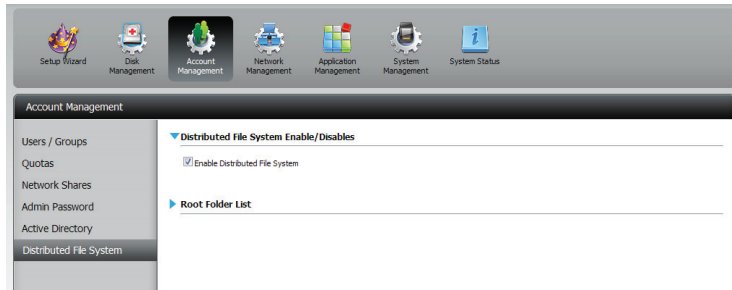 Setup Wizard
Disk
Management
Account
Management
Network
Management
Application
Management
System
Management
System Status
Account Management
Users / Groups
Quotas
Network Shares
Admin Password
Active Directory
Distributed File System
Distributed File System Enable/Disables
Enable Distributed File System
Root Folder List